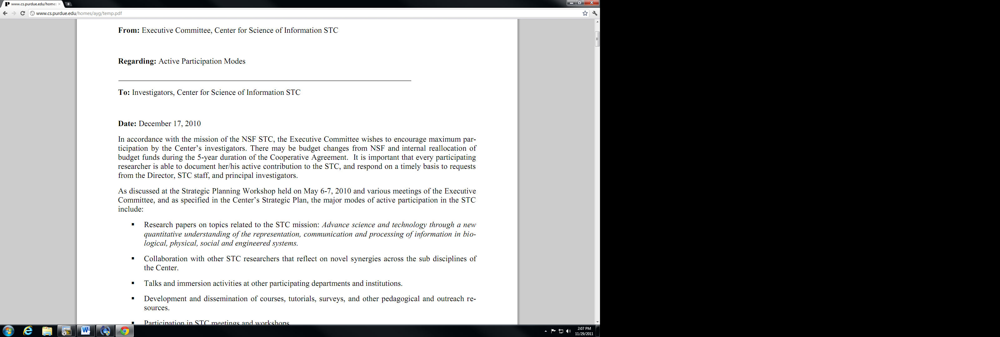 www.cs.purdue.edu/home
www.cs.purdue.edu/homes/ayg/temp.pdf
From: Executive Committee, Center for Science of Information STC
Regarding: Active Participation Modes
To: Investigators, Center for Science of Information STC
Date: December 17, 2010
In accordance with the mission of the NSF STC, the Executive Committee wishes to encourage maximum par-
ticipation by the Center’s investigators. There may be budget changes from NSF and internal reallocation of
budget funds during the 5-year duration of the Cooperative Agreement. It is important that every participating
researcher is able to document her/his active contribution to the STC, and respond on a timely basis to requests
from the Director, STC staff, and principal investigators.
As discussed at the Strategic Planning Workshop held on May 6-7, 2010 and various meetings of the Executive
Committee, and as specified in the Center’s Strategic Plan, the major modes of active participation in the STC
include:
▪ Research papers on topics related to the STC mission: Advance science and technology through a new
quantitative understanding of the representation, communication and processing of information in bio-
logical, physical, social and engineered systems.
▪ Collaboration with other STC researchers that reflect on novel synergies across the sub disciplines of
the Center.
▪ Talks and immersion activities at other participating departments and institutions.
▪ Development and dissemination of courses, tutorials, surveys, and other pedagogical and outreach re-
sources.
▪ Participation in STC meetings and workshops
2:07 PM
11/29/2011